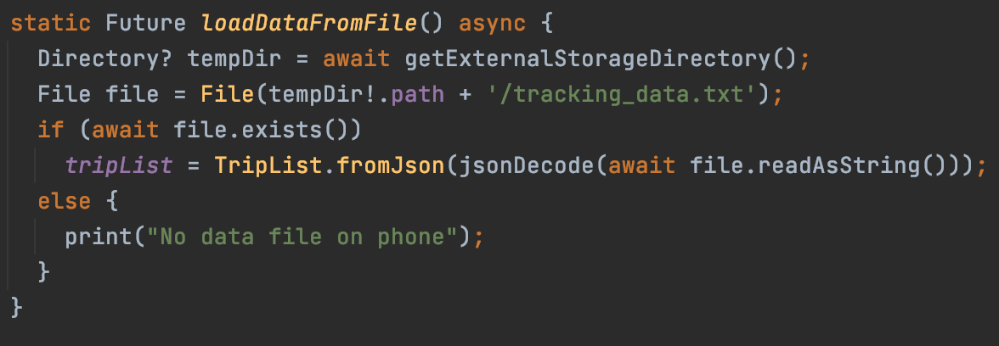 static Future loadDataFromFile() async {
  Directory? tempDir = await getExternalStorageDirectory();
  File file = File(tempDir!.path + '/tracking_data.txt');
  if (await file.exists())
    tripList = TripList.fromJson(jsonDecode(await file.readAsString()));
  else {
    print("No data file on phone");
  }
}